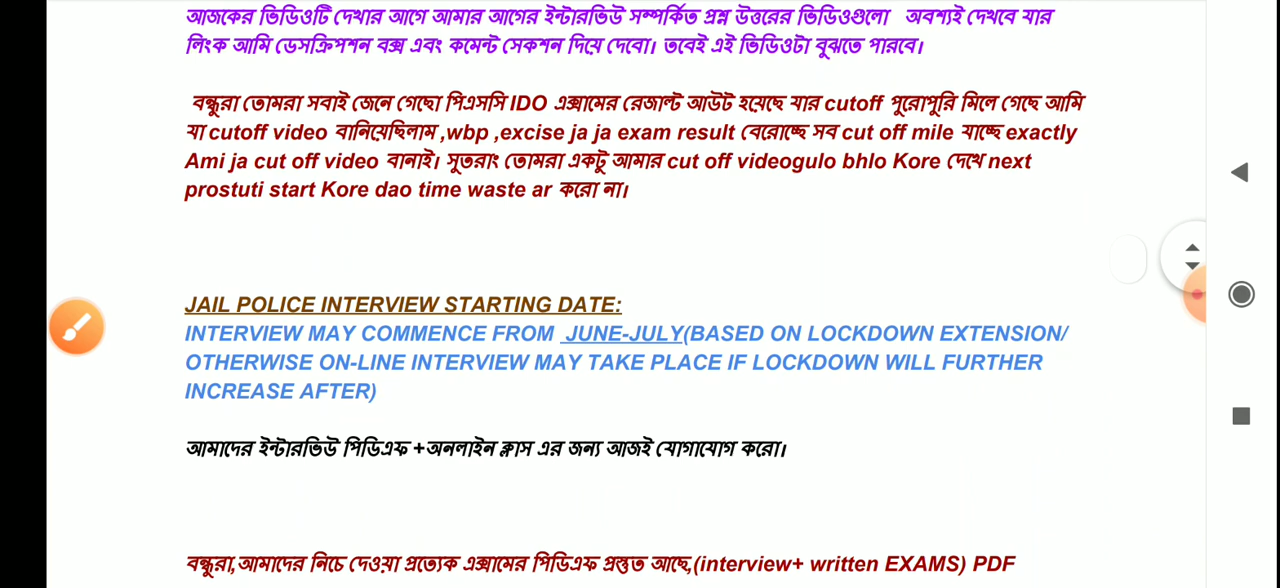 আজকের ভিডিওটি দেখার আগে আমার আগের ইন্টারভিউ সম্পর্কিত প্রশ্ন উত্তরের ভিডিওগুলো অবশ্যই দেখবে যার
লিংক আমি ডেসক্রিপশন বক্স এবং কমেন্ট সেকশন দিয়ে দেবো। তবেই এই ভিডিওটা বুঝতে পারবে।
বন্ধুরা তোমরা সবাই জেনে গেছো পিএসসি IDO এক্সামের রেজাল্ট আউট হয়েছে যার cutoff পুরোপুরি মিলে গেছে আমি
যা cutoff video বানিয়েছিলাম ,wbp ,excise ja ja exam result বেরোচ্ছে সব cut off mile যাচ্ছে exactly
Ami ja cut off video বানাই। সুতরাং তোমরা একটু আমার cut off videogulo bhlo Kore দেখে next
prostuti start Kore dao time waste ar করো না।
JAIL POLICE INTERVIEW STARTING DATE:
INTERVIEW MAY COMMENCE FROM JUNE-JULY(BASED ON LOCKDOWN EXTENSION/
OTHERWISE ON-LINE INTERVIEW MAY TAKE PLACE IF LOCKDOWN WILL FURTHER
INCREASE AFTER)
আমাদের ইন্টারভিউ পিডিএফ +অনলাইন ক্লাস এর জন্য আজই যোগাযোগ করো।
বন্ধুরা,আমাদের নিচে দেওয়া প্রত্যেক এক্সামের পিডিএফ প্রস্তুত আছে,(interview+ written EXAMS) PDF